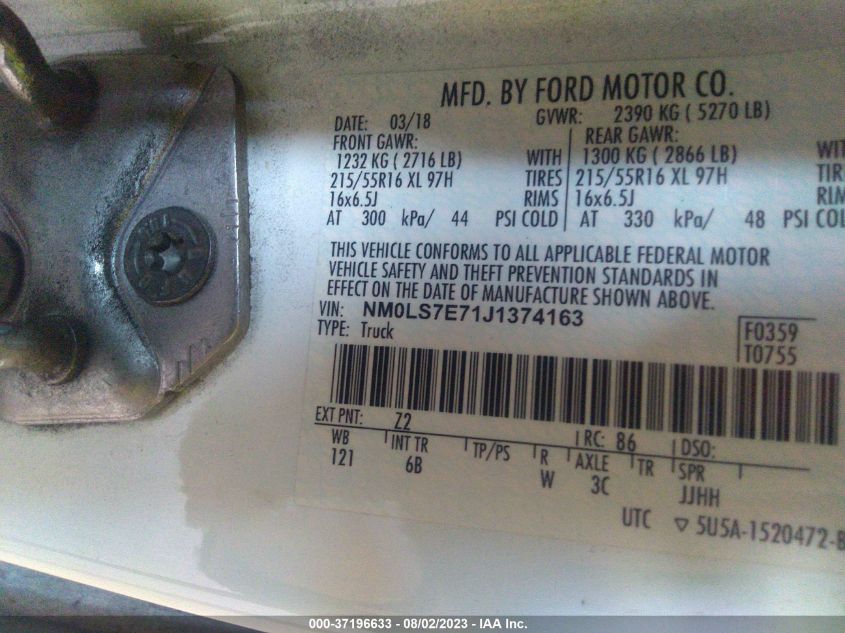 MFD. BY FORD MOTOR CO.
DATE: 03/18 GVWR: 2390 KG ( 5270 LB)
FRONT GAWR: REAR GAWR:
1232 KG ( 2716 LB) WITH 1300 KG ( 2866 LB) WIT
215/55R16 XL 97H TIRES 215/55R16 XL 97H TIRE
16x6.5J RIMS 16x6.5J RIM
AT 300 kPa/ 44 PSI COLD AT 330 kPa/ 48 PSI COL
THIS VEHICLE CONFORMS TO ALL APPLICABLE FEDERAL MOTOR
VEHICLE SAFETY AND THEFT PREVENTION STANDARDS IN
EFFECT ON THE DATE OF MANUFACTURE SHOWN ABOVE.
VIN: NM0LS7E71J1374163
TYPE: Truck F0359
T0755
EXT PNT: Z2 RC: 86 DSO:
WB INT TR TP/PS R AXLE TR SPR
121 6B W 3C JJHH
UTC ▽ 5U5A-1520472-B
000-37196633 - 08/02/2023 - IAA Inc.